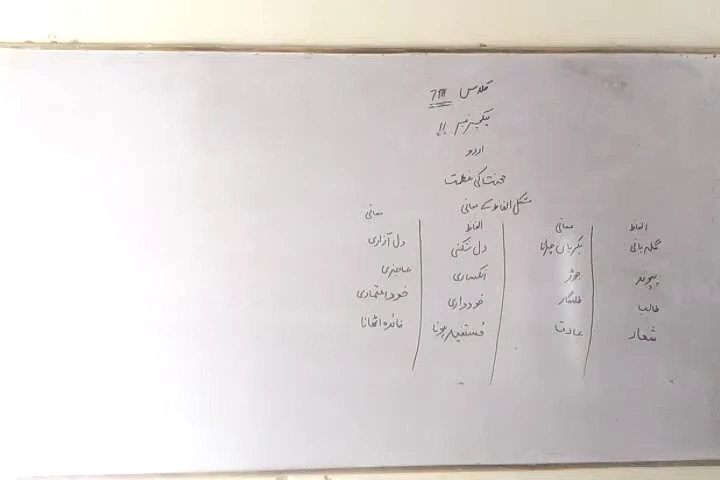 کلاس 7th
لیکچر نمبر 11
اردو
محنت کی عظمت
مشکل الفاظ کے معانی
الفاظ معانی الفاظ معانی
گلہ بانی بکریاں چرانا دل شکنی دل آزاری
پیوند جوڑ انکساری عاجزی
طالب طلبگار خودداری خود اعتمادی
شعار عادت مستفید ہونا فائدہ اٹھانا